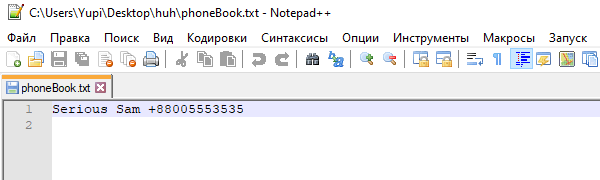 C:\Users\Yupi\Desktop\huh\phoneBook.txt - Notepad++
Файл Правка Поиск Вид Кодировки Синтаксисы Опции Инструменты Макросы Запуск
phoneBook.txt
1 Serious Sam +88005553535
2